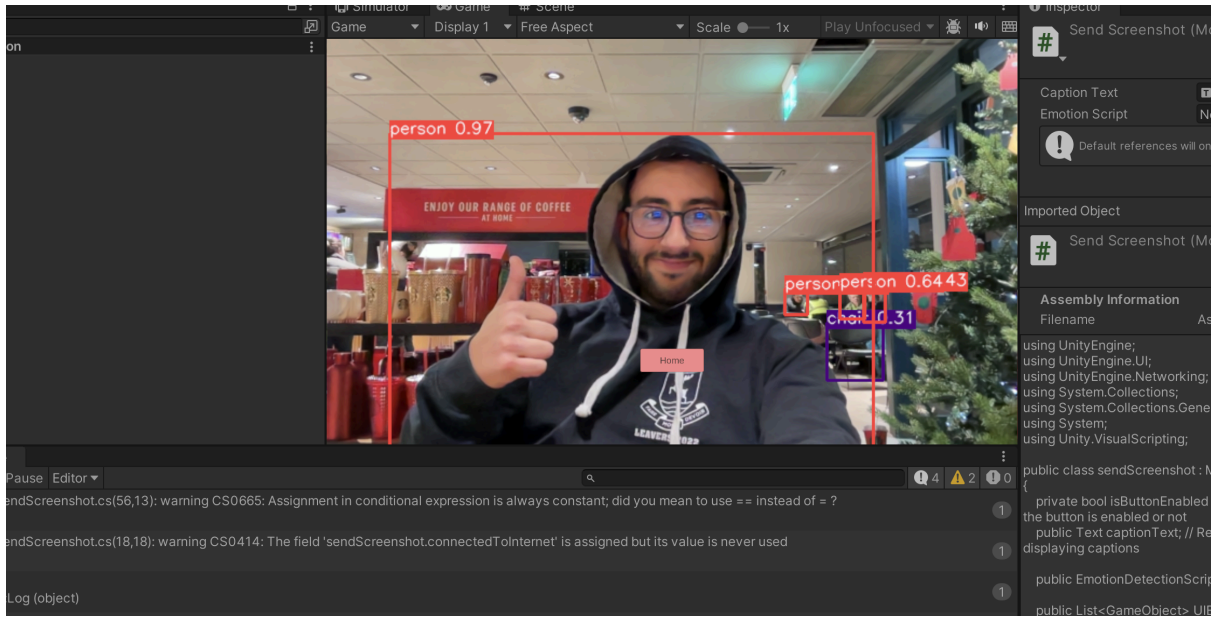 Simulator
Game
Scene
Inspector
on
Game
Display 1
Free Aspect
Scale
1x
Play Unfocused
Send Screenshot (Mo
Caption Text
Emotion Script
Default references will on
Imported Object
Send Screenshot (Mo
Assembly Information
Filename
As
person 0.97
ENJOY OUR RANGE OF COFFEE
AT HOME
person
person 0.6443
chair 0.31
Home
LEAVERS 2022
using UnityEngine;
using UnityEngine.UI;
using UnityEngine.Networking;
using System.Collections;
using System.Collections.Gene
using System;
using Unity.VisualScripting;
public class sendScreenshot : M
{
private bool isButtonEnabled
the button is enabled or not
public Text captionText; // Re
displaying captions
public EmotionDetectionScrip
public List<GameObject> UIE
Pause
Editor
4
2
0
endScreenshot.cs(56,13): warning CS0665: Assignment in conditional expression is always constant; did you mean to use == instead of = ?
1
endScreenshot.cs(18,18): warning CS0414: The field 'sendScreenshot.connectedToInternet' is assigned but its value is never used
1
Log (object)
1